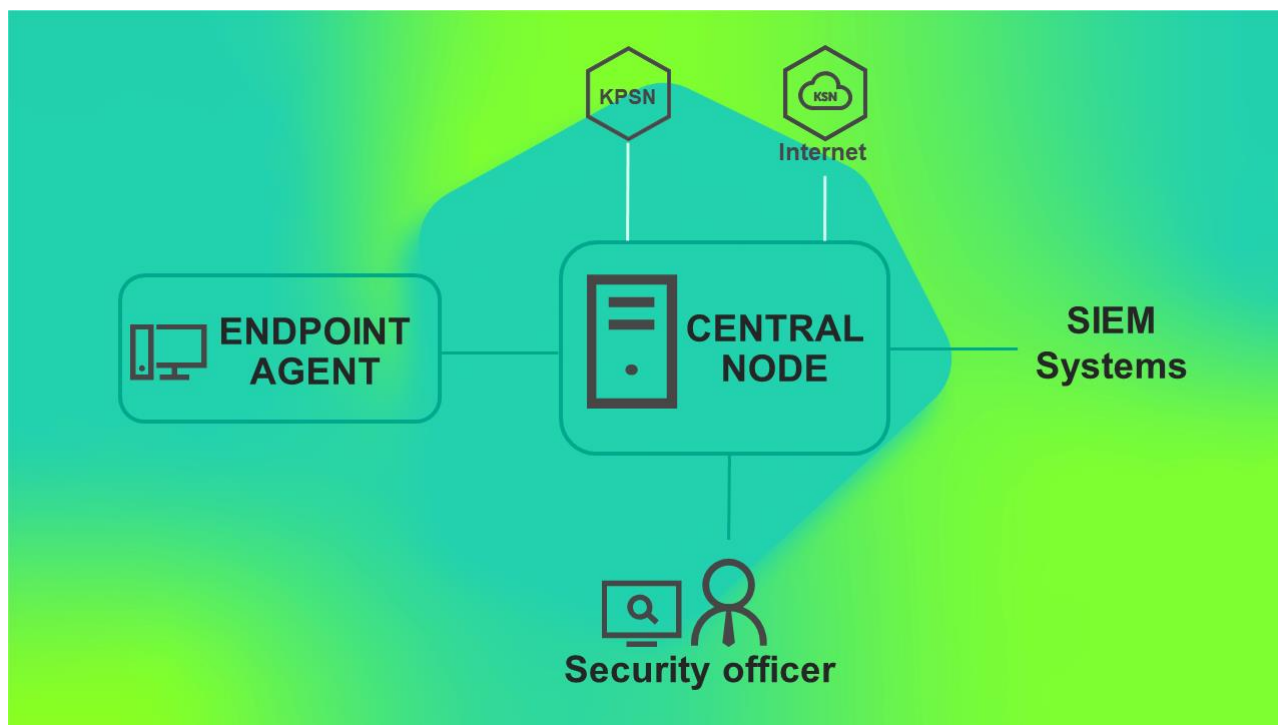 KPSN
KSN
Internet
ENDPOINT
AGENT
CENTRAL
NODE
SIEM
Systems
Security officer